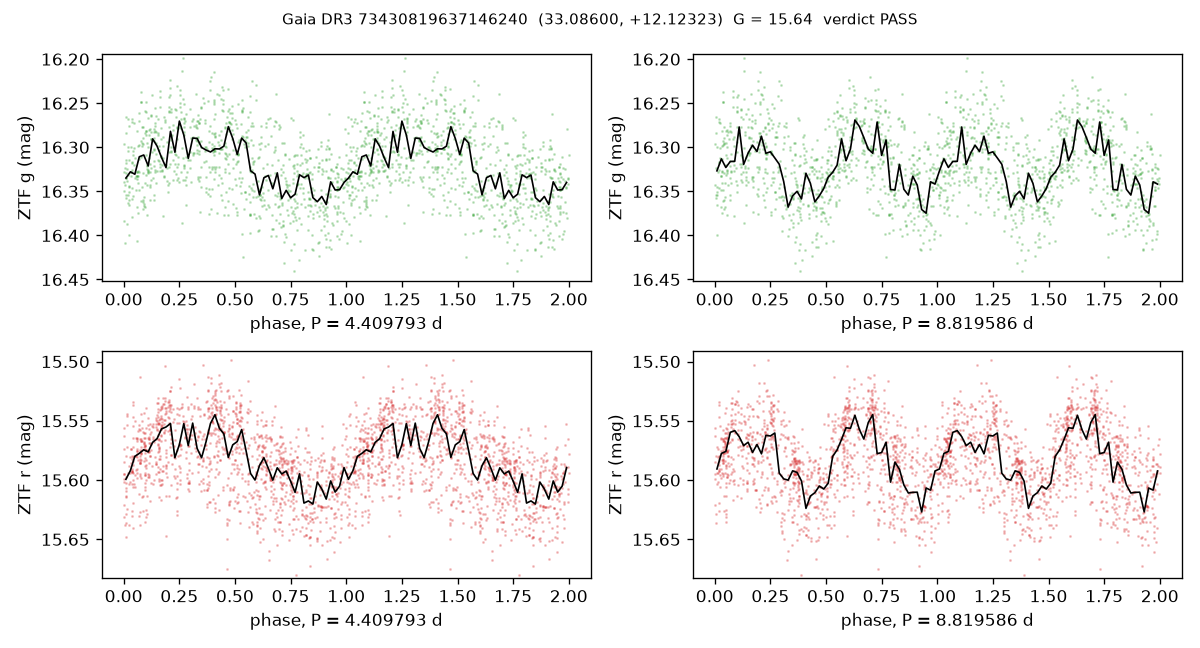 Gaia DR3 73430819637146240 (33.08600, +12.12323) G = 15.64 verdict PASS
ZTF g (mag)
16.20
16.25
16.30
16.35
16.40
16.45
0.00 0.25 0.50 0.75 1.00 1.25 1.50 1.75 2.00
phase, P = 4.409793 d
ZTF g (mag)
16.20
16.25
16.30
16.35
16.40
16.45
0.00 0.25 0.50 0.75 1.00 1.25 1.50 1.75 2.00
phase, P = 8.819586 d
ZTF r (mag)
15.50
15.55
15.60
15.65
0.00 0.25 0.50 0.75 1.00 1.25 1.50 1.75 2.00
phase, P = 4.409793 d
ZTF r (mag)
15.50
15.55
15.60
15.65
0.00 0.25 0.50 0.75 1.00 1.25 1.50 1.75 2.00
phase, P = 8.819586 d